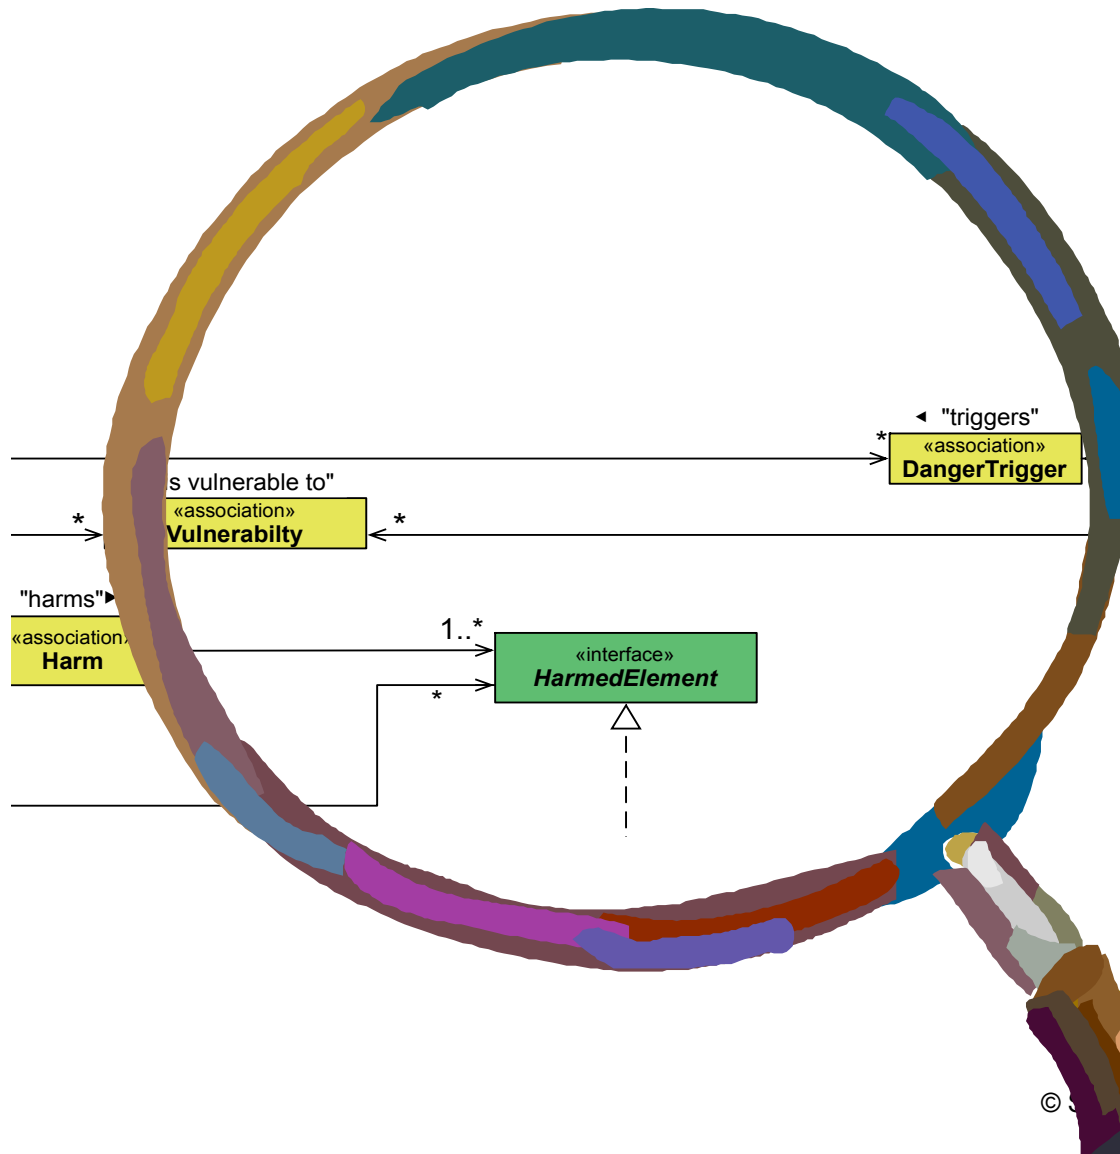 "triggers"
*
«association»
DangerTrigger
s vulnerable to"
* «association» *
Vulnerabilty
"harms"
«association»
Harm
1..*
*
«interface»
HarmedElement
©